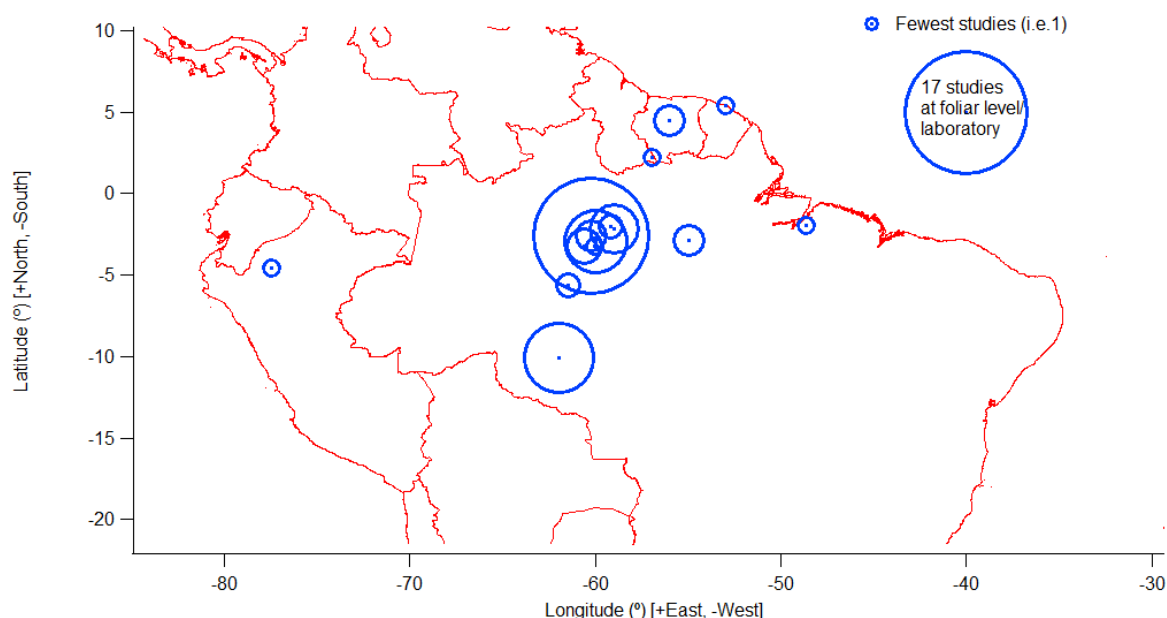 Fewest studies (i.e.1)
17 studies
at foliar level/
laboratory
10
5
0
-5
-10
-15
-20
Latitude (º) [+North, -South]
-80
-70
-60
-50
-40
-30
Longitude (º) [+East, -West]